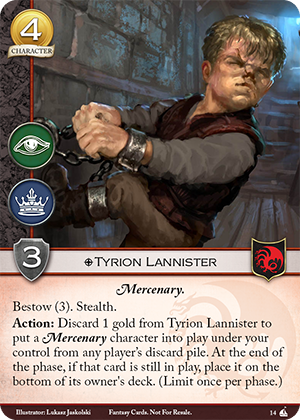 4
CHARACTER
3
TYRION LANNISTER
Mercenary.
Bestow (3). Stealth.
Action: Discard 1 gold from Tyrion Lannister to
put a Mercenary character into play under your
control from any player's discard pile. At the end of
the phase, if that card is still in play, place it on the
bottom of its owner's deck. (Limit once per phase.)
Illustrator: Lukasz Jaskolski Fantasy Cards. Not For Resale. 14